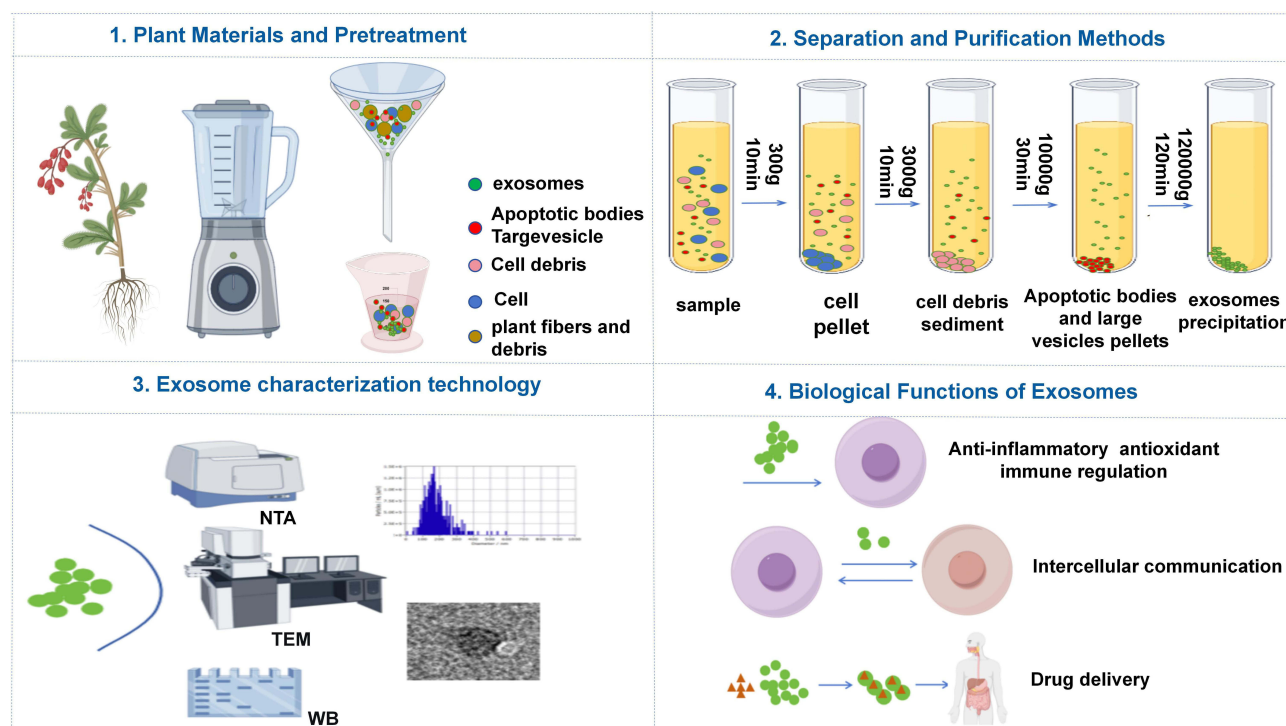 1. Plant Materials and Pretreatment
exosomes
Apoptotic bodies
Targevesicle
Cell debris
Cell
plant fibers and
debris
2. Separation and Purification Methods
300g
10min
3000g
10min
10000g
30min
120000g
120min
sample
cell
pellet
cell debris
sediment
Apoptotic bodies
and large
vesicles pellets
exosomes
precipitation
3. Exosome characterization technology
NTA
TEM
WB
4. Biological Functions of Exosomes
Anti-inflammatory antioxidant
immune regulation
Intercellular communication
Drug delivery